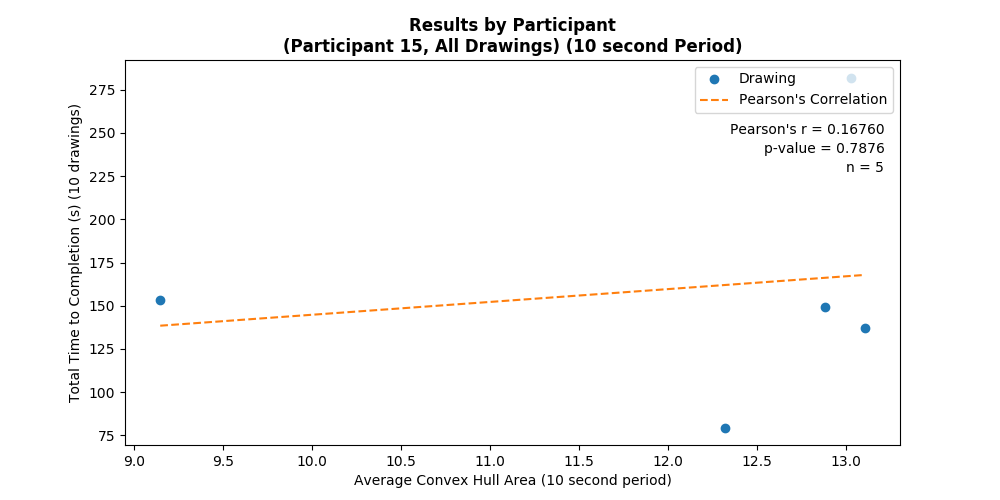 Results by Participant
(Participant 15, All Drawings) (10 second Period)
Drawing
Pearson's Correlation
Pearson's r = 0.16760
p-value = 0.7876
n = 5
Total Time to Completion (s) (10 drawings)
275
250
225
200
175
150
125
100
75
9.0 9.5 10.0 10.5 11.0 11.5 12.0 12.5 13.0
Average Convex Hull Area (10 second period)